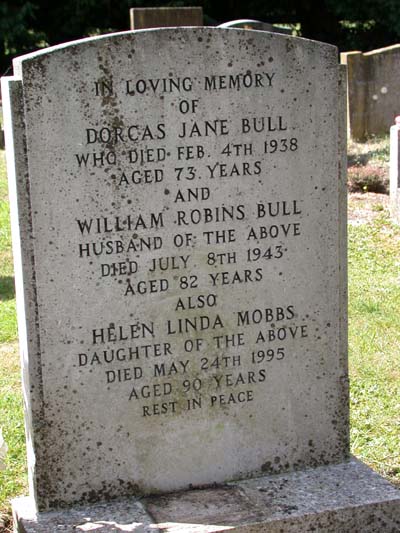 IN LOVING MEMORY
OF
DORCAS JANE BULL
WHO DIED FEB. 4TH 1938
AGED 73 YEARS
AND
WILLIAM ROBINS BULL
HUSBAND OF THE ABOVE
DIED JULY 8TH 1943
AGED 82 YEARS
ALSO
HELEN LINDA MOBBS
DAUGHTER OF THE ABOVE
DIED MAY 24TH 1995
AGED 90 YEARS
REST IN PEACE